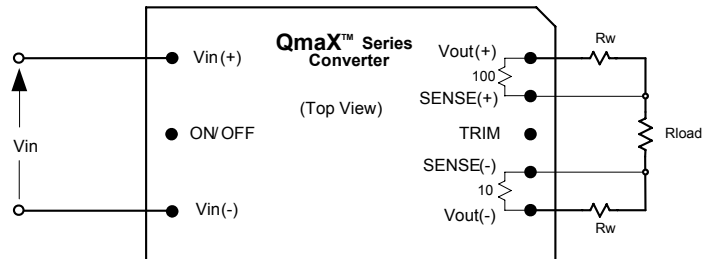 QmaX™ Series
Converter
(Top View)
Vin
Vin(+)
ON/OFF
Vin(-)
Vout(+)
100
SENSE(+)
TRIM
SENSE(-)
10
Vout(-)
Rw
Rload
Rw